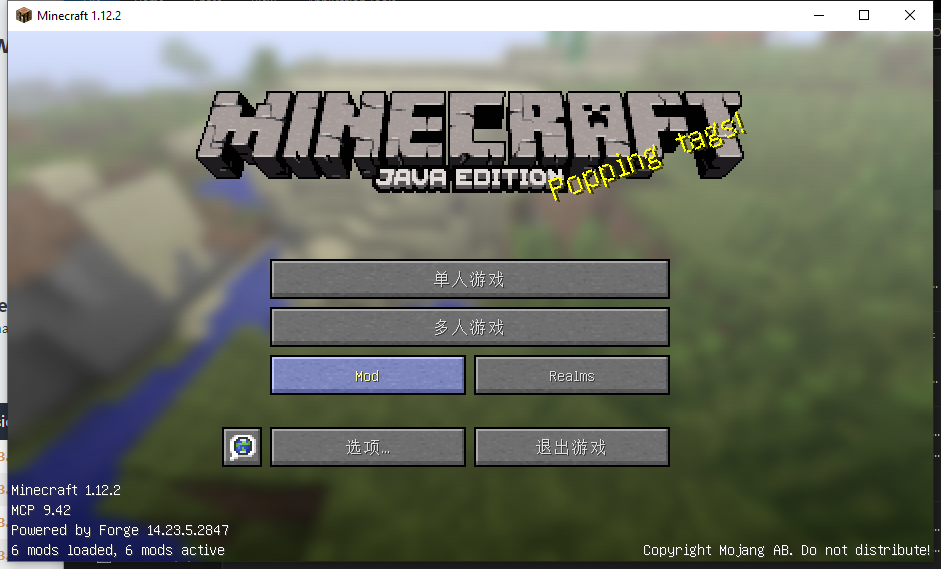 Minecraft 1.12.2
MINECRAFT
JAVA EDITION
Popping tags!
单人游戏
多人游戏
Mod
Realms
选项...
退出游戏
Minecraft 1.12.2
MCP 9.42
Powered by Forge 14.23.5.2847
6 mods loaded, 6 mods active
Copyright Mojang AB. Do not distribute!